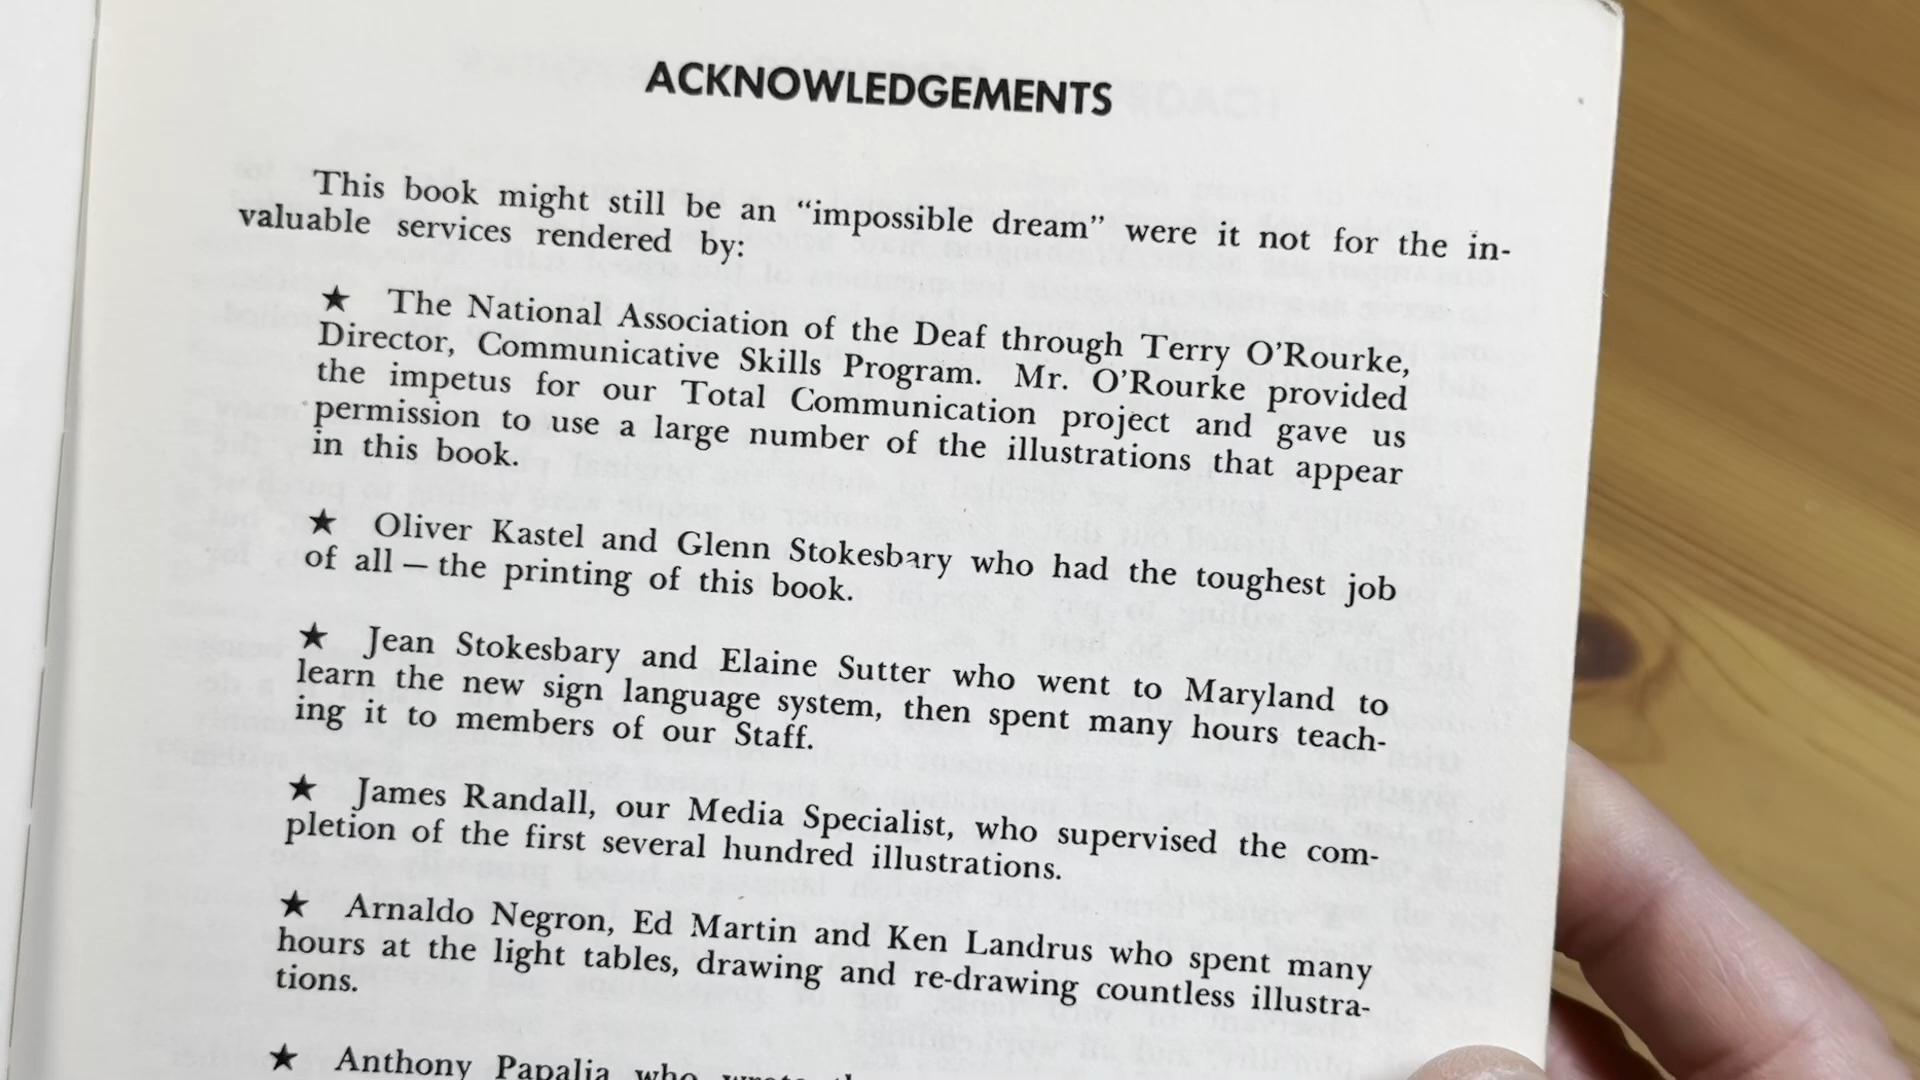 ACKNOWLEDGEMENTS
This book might still be an “impossible dream” were it not for the in-
valuable services rendered by:
★ The National Association of the Deaf through Terry O’Rourke,
Director, Communicative Skills Program. Mr. O’Rourke provided
the impetus for our Total Communication project and gave us
permission to use a large number of the illustrations that appear
in this book.
★ Oliver Kastel and Glenn Stokesbary who had the toughest job
of all — the printing of this book.
★ Jean Stokesbary and Elaine Sutter who went to Maryland to
learn the new sign language system, then spent many hours teach-
ing it to members of our Staff.
★ James Randall, our Media Specialist, who supervised the com-
pletion of the first several hundred illustrations.
★ Arnaldo Negron, Ed Martin and Ken Landrus who spent many
hours at the light tables, drawing and re-drawing countless illustra-
tions.
★ Anthony Papalia who wrote